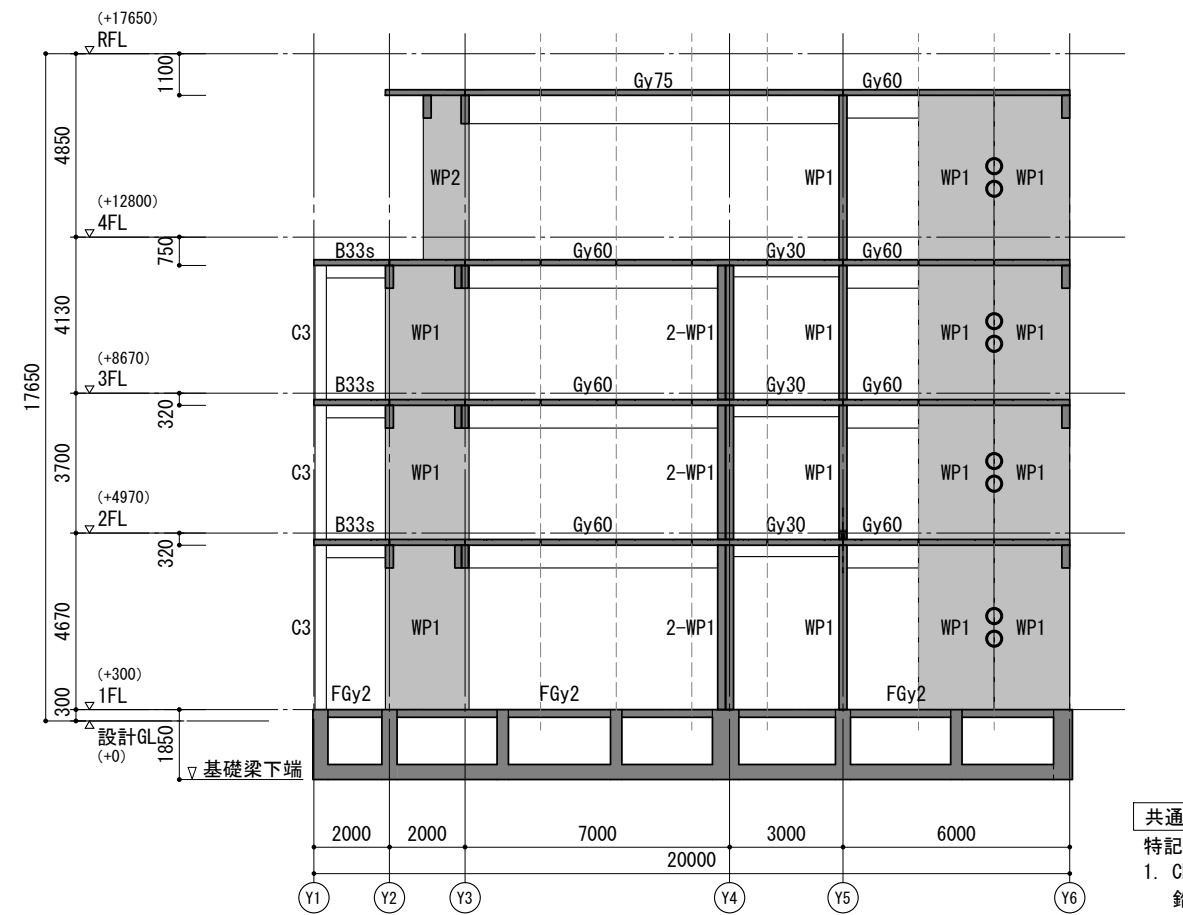 (+17650)
RFL
1100
Gy75
Gy60
4850
WP2
WP1
WP1
WP1
(+12800)
4FL
750
B33s
Gy60
Gy30
Gy60
4130
C3
WP1
2-WP1
WP1
WP1
WP1
(+8670)
3FL
17650
320
B33s
Gy60
Gy30
Gy60
3700
C3
WP1
2-WP1
WP1
WP1
WP1
(+4970)
2FL
320
B33s
Gy60
Gy30
Gy60
4670
C3
WP1
2-WP1
WP1
WP1
WP1
(+300)
1FL
300
FGy2
FGy2
FGy2
設計GL
(+0)
1850
基礎梁下端
2000
2000
7000
3000
6000
20000
Y1
Y2
Y3
Y4
Y5
Y6
共通
特記
1. C